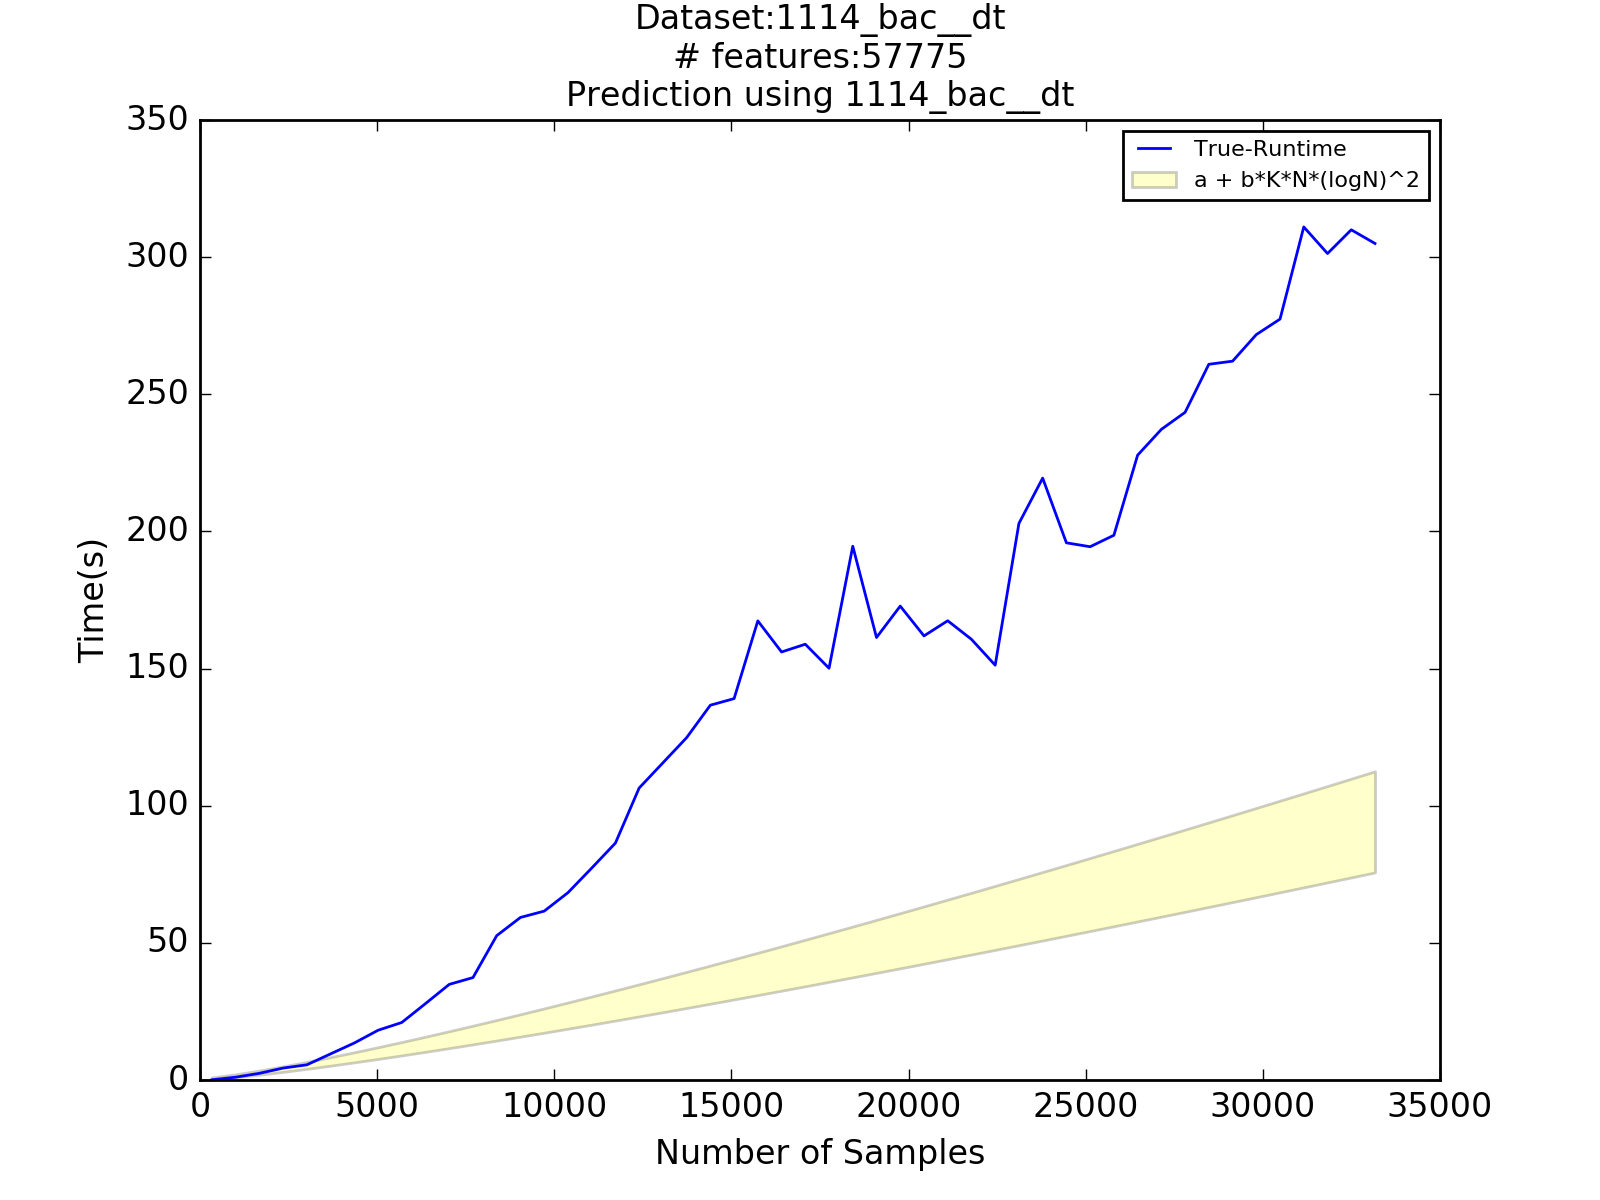 Dataset:1114_bac__dt
# features:57775
Prediction using 1114_bac__dt
True-Runtime
a + b*K*N*(logN)^2
350
300
250
200
150
100
50
0
Time(s)
0 5000 10000 15000 20000 25000 30000 35000
Number of Samples